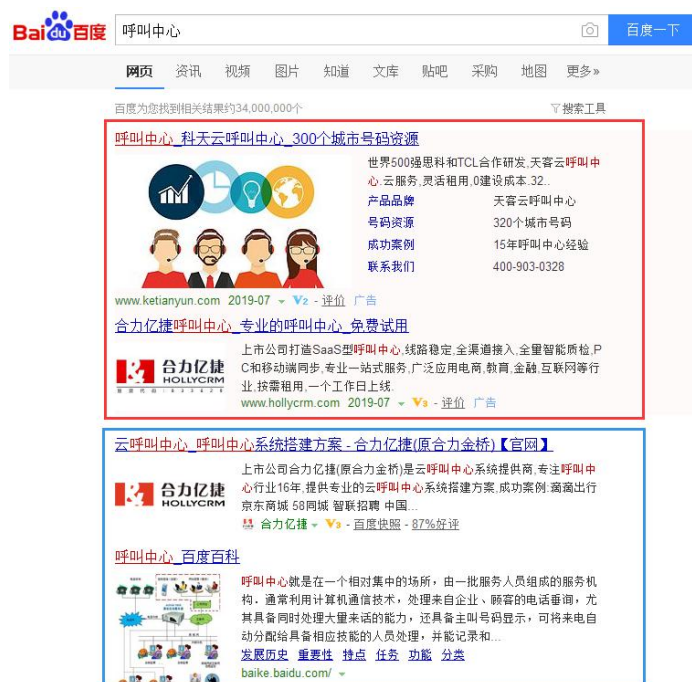 Bai du 百度
呼叫中心
百度一下
网页 资讯 视频 图片 知道 文库 贴吧 采购 地图 更多»
百度为您找到相关结果约34,000,000个
搜索工具
呼叫中心_科天云呼叫中心_300个城市号码资源
世界500强思科和TCL合作研发,天客云呼叫中
心.云服务,灵活租用,0建设成本.32..
产品品牌 天客云呼叫中心
号码资源 320个城市号码
成功案例 15年呼叫中心经验
联系我们 400-903-0328
www.ketianyun.com 2019-07 V2 - 评价 广告
合力亿捷呼叫中心_专业的呼叫中心_免费试用
上市公司打造SaaS型呼叫中心,线路稳定,全渠道接入,全量智能质检,P
C和移动端同步,专业一站式服务,广泛应用电商,教育,金融,互联网等行
业,按需租用,一个工作日上线.
合力亿捷
HOLLYCRM
www.hollycrm.com 2019-07 V3 - 评价 广告
云呼叫中心_呼叫中心系统搭建方案 - 合力亿捷(原合力金桥)【官网】
上市公司合力亿捷(原合力金桥)是云呼叫中心系统提供商,专注呼叫中
心行业16年,提供专业的云呼叫中心系统搭建方案,成功案例:滴滴出行
京东商城 58同城 智联招聘 中国...
合力亿捷
HOLLYCRM
合力亿捷 V3 - 百度快照 - 87%好评
呼叫中心_百度百科
呼叫中心就是在一个相对集中的场所，由一批服务人员组成的服务机
构。通常利用计算机通信技术，处理来自企业、顾客的电话垂询，尤
其具备同时处理大量来话的能力，还具备主叫号码显示，可将来电自
动分配给具备相应技能的人员处理，并能记录和...
发展历史 重要性 特点 任务 功能 分类
baike.baidu.com/